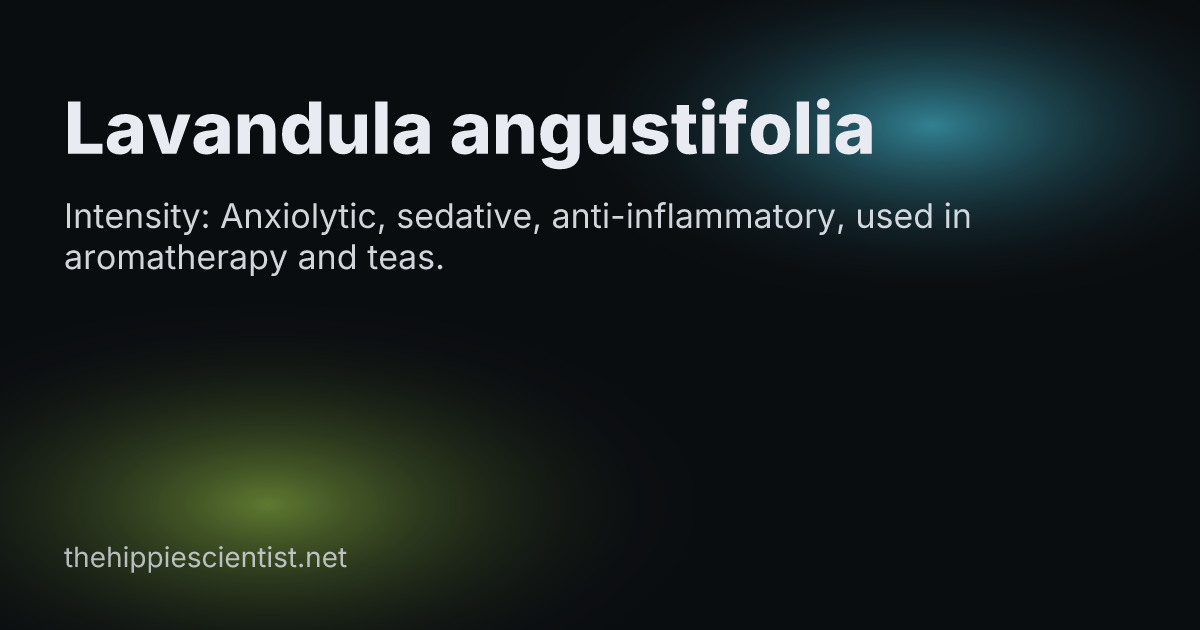 Lavandula angustifolia
Intensity: Anxiolytic, sedative, anti-inflammatory, used in
aromatherapy and teas.
thehippiescientist.net